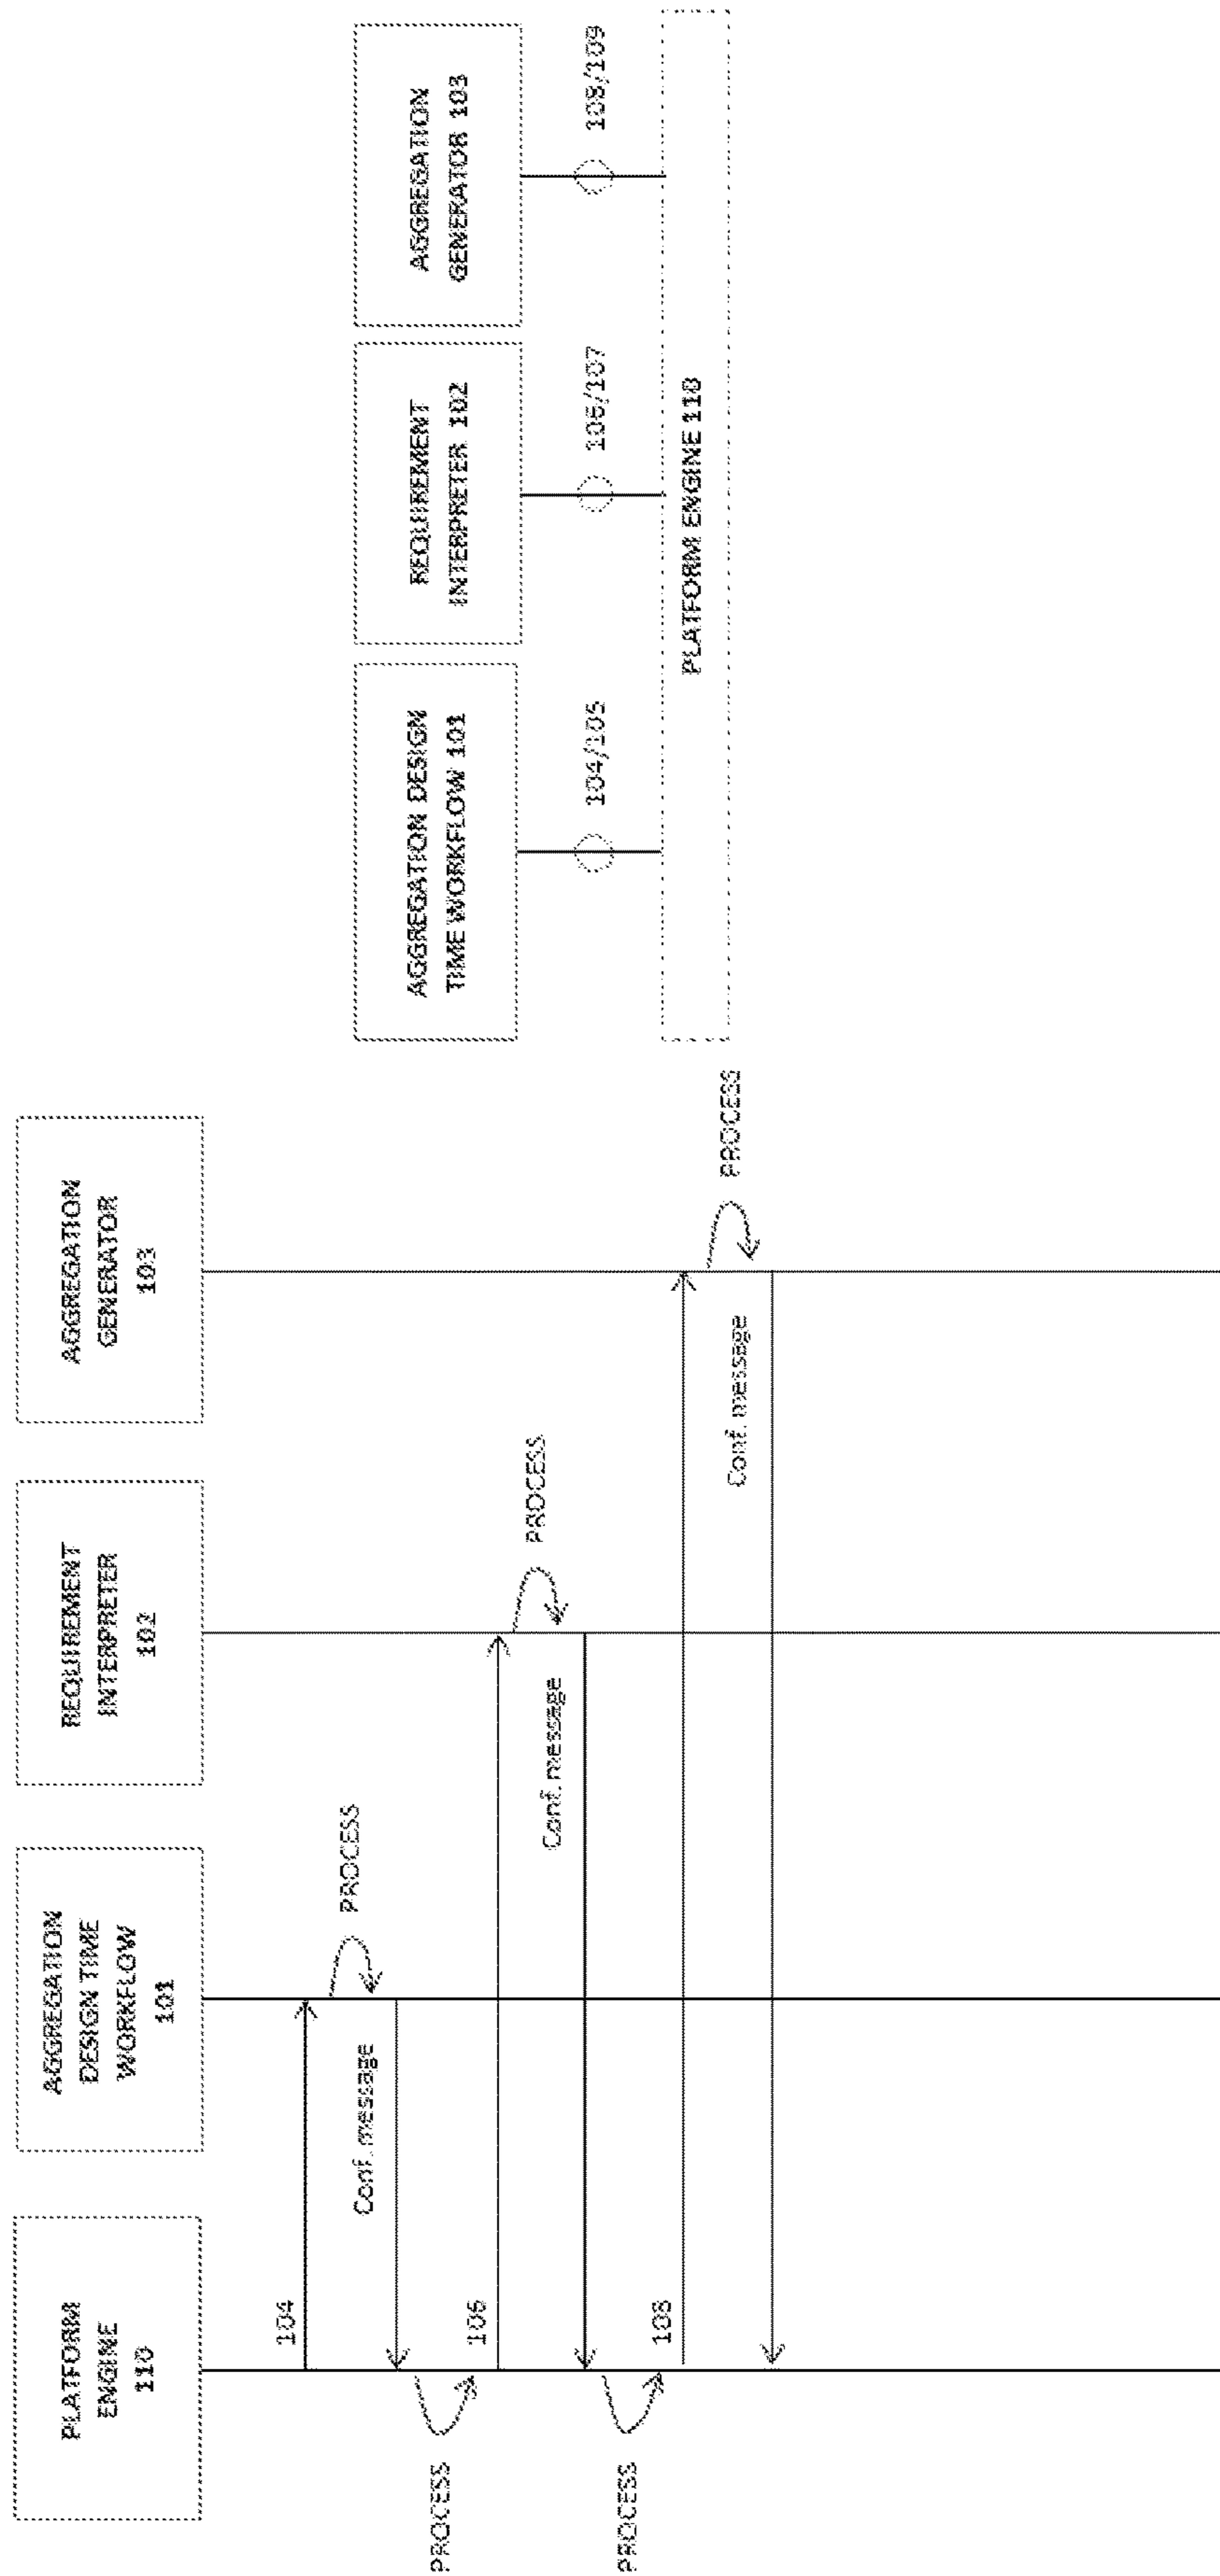 PLATFORM
ENGINE
110
AGGREGATION
DESIGN TIME
WORKFLOW
101
REQUIREMENT
INTERPRETER
102
AGGREGATION
GENERATOR
103
104
PROCESS
Conf. message
PROCESS
106
PROCESS
Conf. message
PROCESS
108
PROCESS
Conf. message
AGGREGATION DESIGN
TIME WORKFLOW 101
REQUIREMENT
INTERPRETER 102
AGGREGATION
GENERATOR 103
104/105
106/107
108/109
PLATFORM ENGINE 110